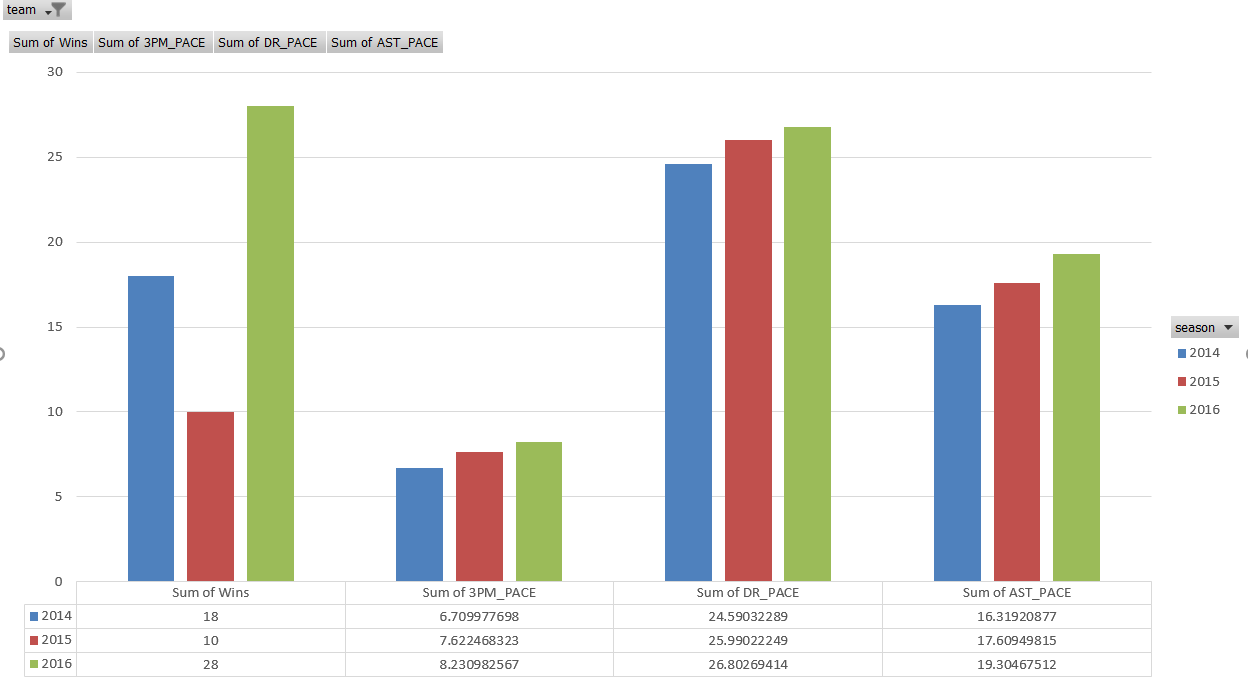 team
Sum of Wins Sum of 3PM_PACE Sum of DR_PACE Sum of AST_PACE
30
25
20
15
10
5
0
season
2014
2015
2016
Sum of Wins Sum of 3PM_PACE Sum of DR_PACE Sum of AST_PACE
2014 18 6.709977698 24.59032289 16.31920877
2015 10 7.622468323 25.99022249 17.60949815
2016 28 8.230982567 26.80269414 19.30467512